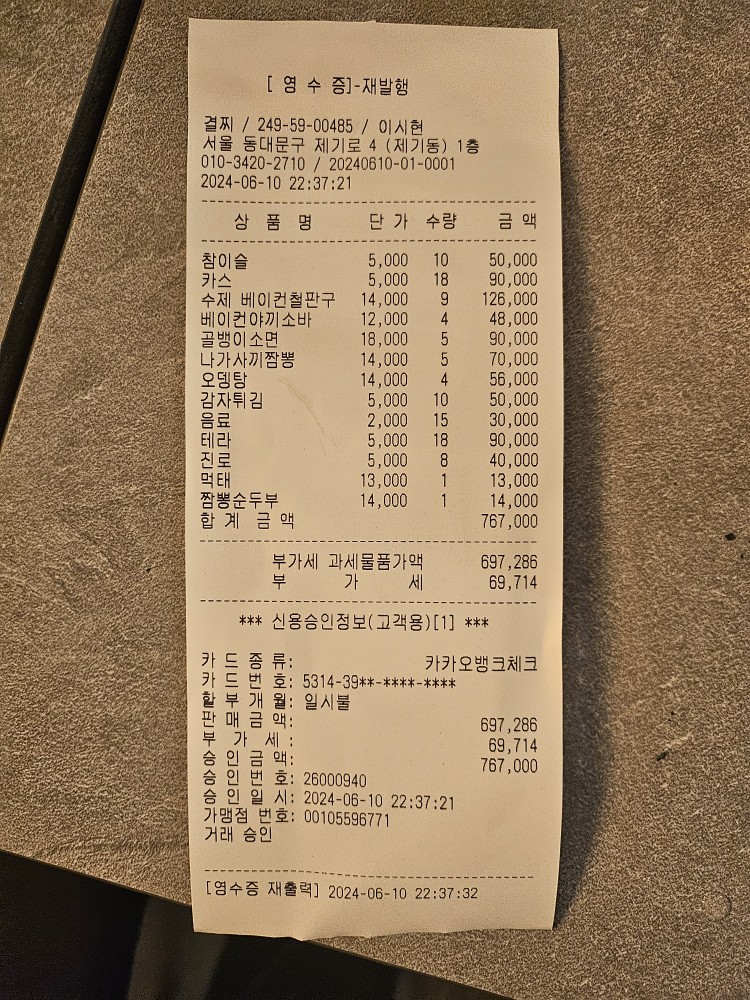 [ 영 수 증]-재발행
결찌 / 249-59-00485 / 이시현
서울 동대문구 제기로 4 (제기동) 1층
010-3420-2710 / 20240610-01-0001
2024-06-10 22:37:21
상 품 명 단 가 수량 금 액
참이슬 5,000 10 50,000
카스 5,000 18 90,000
수제 베이컨철판구 14,000 9 126,000
베이컨야끼소바 12,000 4 48,000
골뱅이소면 18,000 5 90,000
나가사끼짬뽕 14,000 5 70,000
오뎅탕 14,000 4 56,000
감자튀김 5,000 10 50,000
음료 2,000 15 30,000
테라 5,000 18 90,000
진로 5,000 8 40,000
먹태 13,000 1 13,000
짬뽕순두부 14,000 1 14,000
합 계 금 액 767,000
부가세 과세물품가액 697,286
부 가 세 69,714
*** 신용승인정보(고객용)[1] ***
카 드 종 류: 카카오뱅크체크
카 드 번 호: 5314-39**-****-****
할 부 개 월: 일시불
판 매 금 액: 697,286
부 가 세 : 69,714
승 인 금 액: 767,000
승 인 번 호: 26000940
승 인 일 시: 2024-06-10 22:37:21
가맹점 번호: 00105596771
거래 승인
[영수증 재출력] 2024-06-10 22:37:32